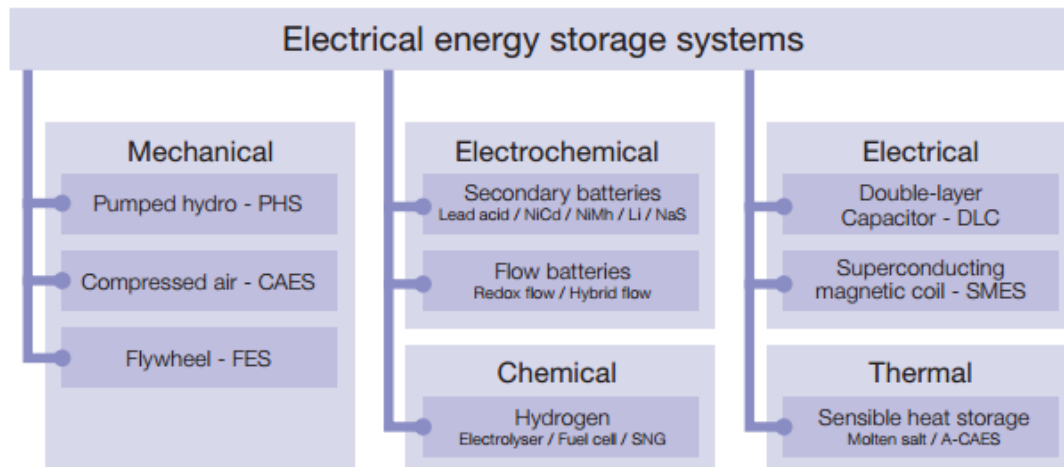 Electrical energy storage systems
Mechanical
Pumped hydro - PHS
Compressed air - CAES
Flywheel - FES
Electrochemical
Secondary batteries
Lead acid / NiCd / NiMh / Li / NaS
Flow batteries
Redox flow / Hybrid flow
Chemical
Hydrogen
Electrolyser / Fuel cell / SNG
Electrical
Double-layer
Capacitor - DLC
Superconducting
magnetic coil - SMES
Thermal
Sensible heat storage
Molten salt / A-CAES